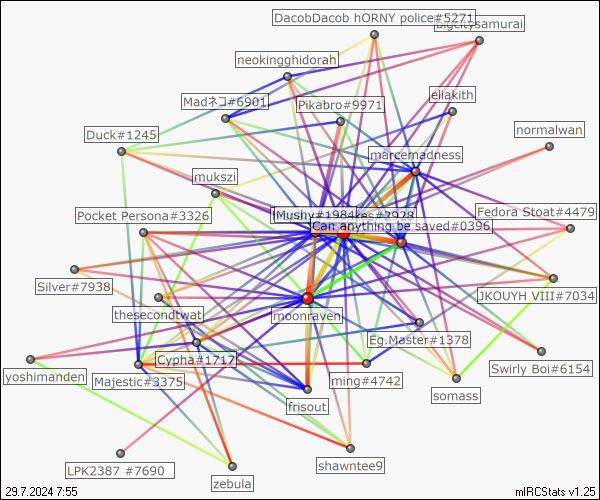 DacobDacob hORNY police#5271
bigcitysamurai
neokingghidorah
Madネコ#6901
Pikabro#9971
eliakith
Duck#1245
normalwan
marcemadness
mukszi
Pocket Persona#3326
Mushy#1984
#2928
Fedora Stoat#4479
Can anything be saved#0396
Silver#7938
JKOUYH VIII#7034
thesecondtwat
moonraven
Eg.Master#1378
Cypha#1717
Swirly Boi#6154
yoshimanden
Majestic#3375
ming#4742
somass
frisout
LPK2387 #7690
shawntee9
zebula
29.7.2024 7:55
mIRCStats v1.25